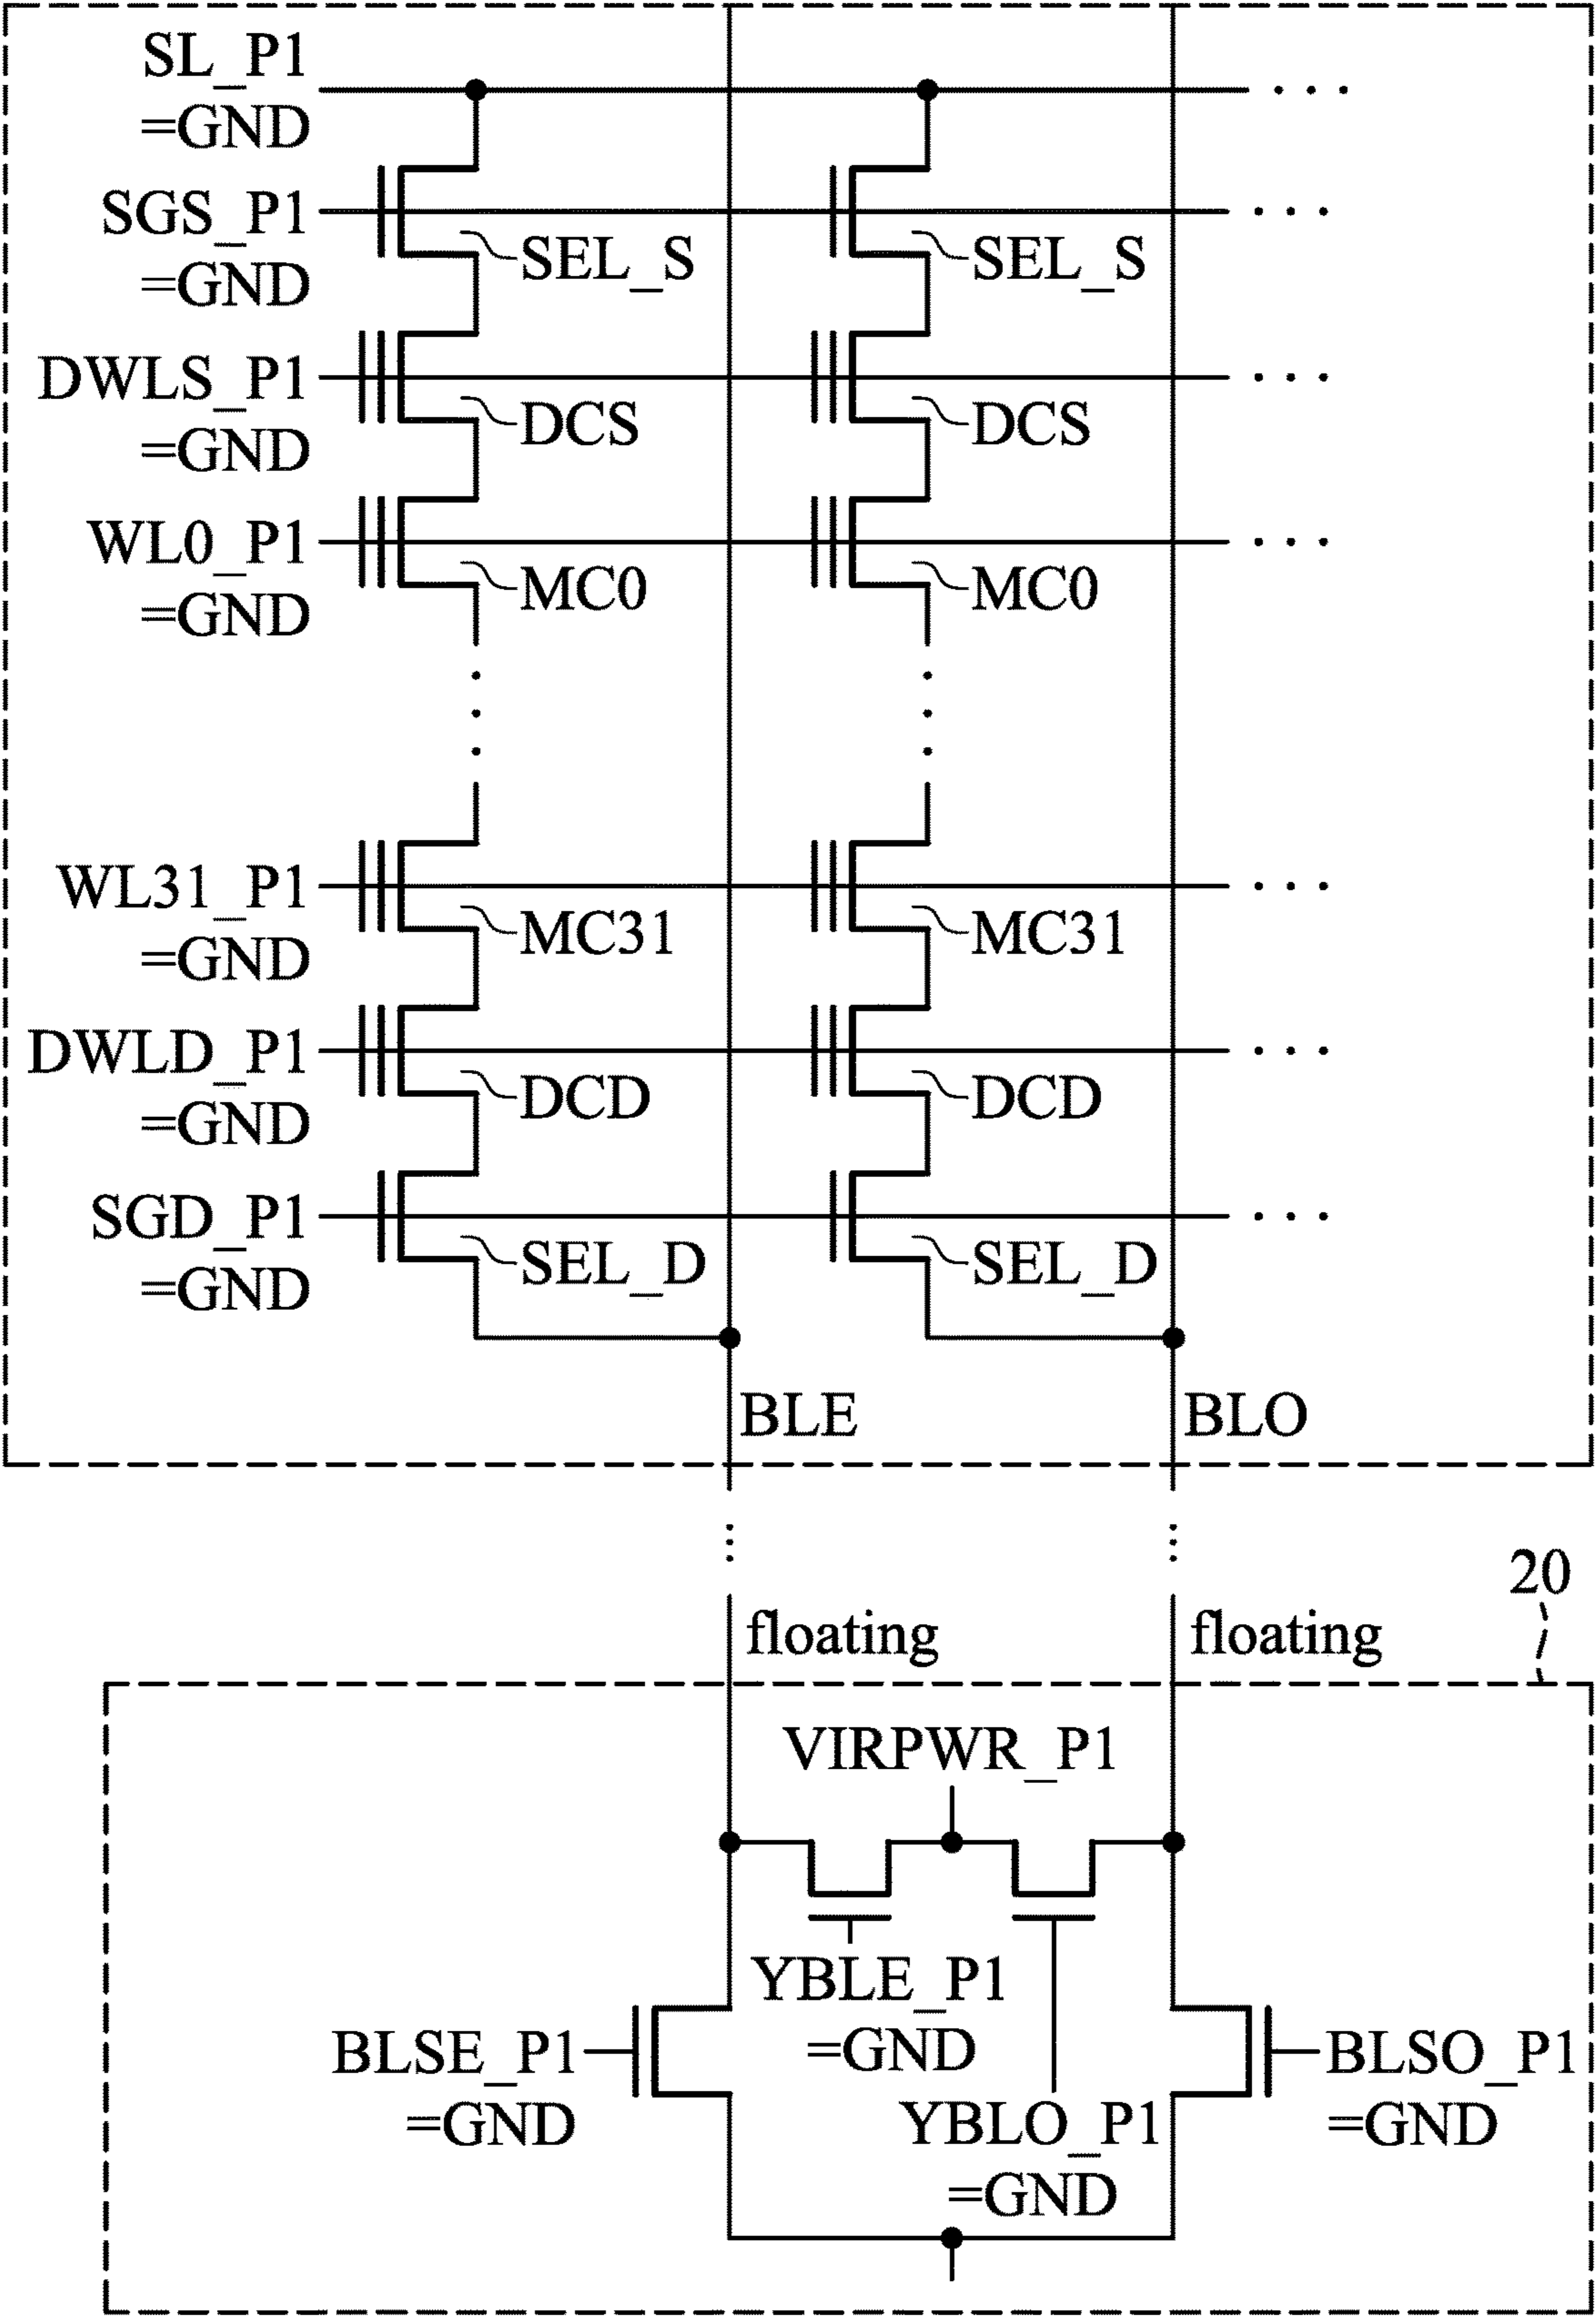 SL_P1
=GND
SGS_P1
=GND
SEL_S SEL_S
DWLS_P1
=GND
DCS DCS
WL0_P1
=GND
MC0 MC0
WL31_P1
=GND
MC31 MC31
DWLD_P1
=GND
DCD DCD
SGD_P1
=GND
SEL_D SEL_D
BLE BLO
20
floating floating
VIRPWR_P1
YBLE_P1
=GND
BLSE_P1
=GND
YBLO_P1
=GND
BLSO_P1
=GND